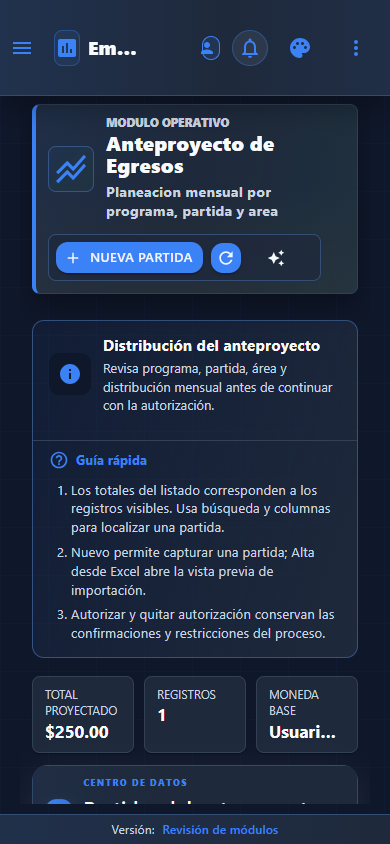 Em...
MODULO OPERATIVO
Anteproyecto de
Egresos
Planeacion mensual por
programa, partida y area
NUEVA PARTIDA
Distribución del anteproyecto
Revisa programa, partida, área y
distribución mensual antes de continuar
con la autorización.
Guía rápida
1. Los totales del listado corresponden a los
registros visibles. Usa búsqueda y columnas
para localizar una partida.
2. Nuevo permite capturar una partida; Alta
desde Excel abre la vista previa de
importación.
3. Autorizar y quitar autorización conservan las
confirmaciones y restricciones del proceso.
TOTAL
PROYECTADO
$250.00
REGISTROS
1
MONEDA
BASE
Usuari...
CENTRO DE DATOS
Versión: Revisión de módulos